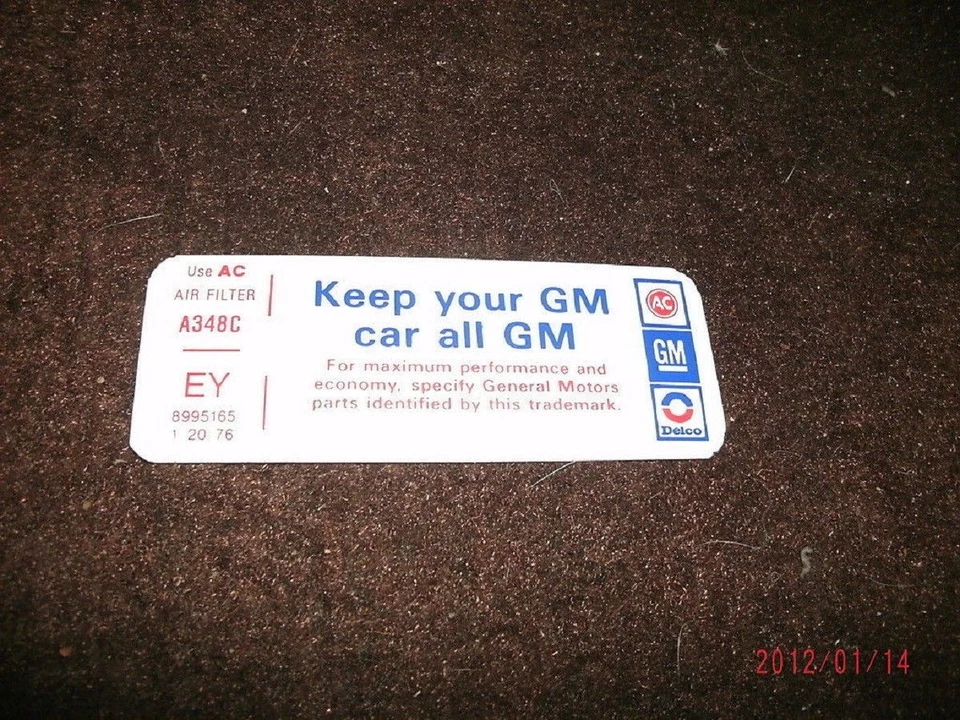 Use AC
AIR FILTER
A348C
EY
8995165
1 20 76
Keep your GM
car all GM
For maximum performance and
economy, specify General Motors
parts identified by this trademark.
AC
GM
Delco
2012/01/14